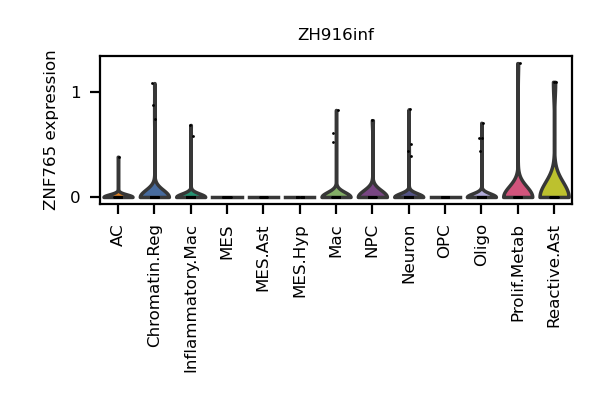 ZH916inf
ZNF765 expression
1
0
AC
Chromatin.Reg
Inflammatory.Mac
MES
MES.Ast
MES.Hyp
Mac
NPC
Neuron
OPC
Oligo
Prolif.Metab
Reactive.Ast